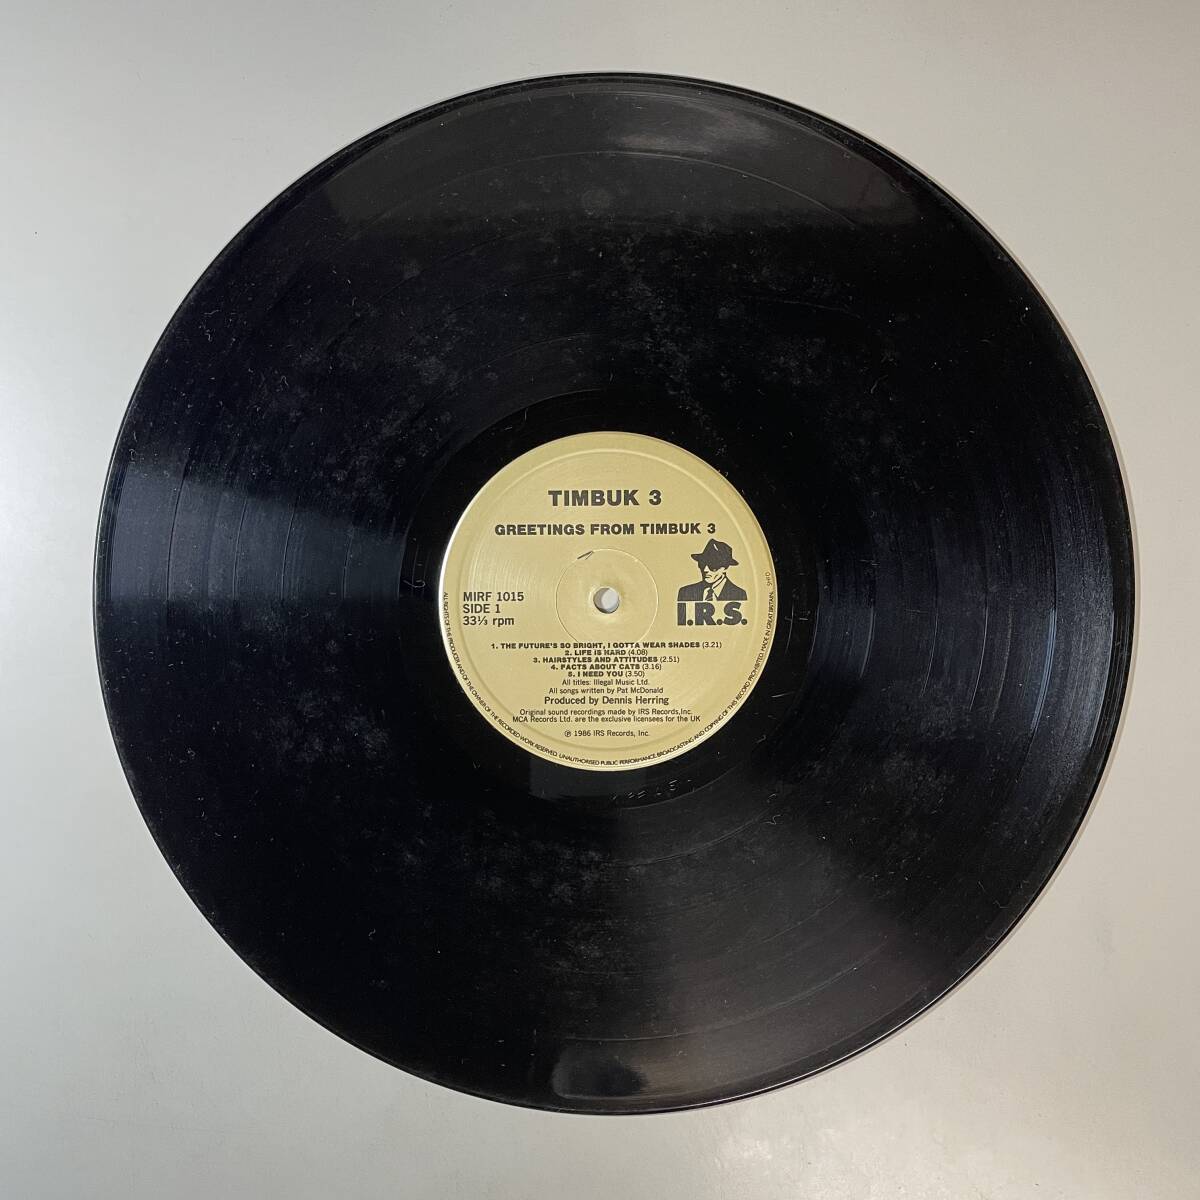 TIMBUK 3
GREETINGS FROM TIMBUK 3
MIRF 1015
SIDE 1
33⅓ rpm
I.R.S.
1. THE FUTURE'S SO BRIGHT, I GOTTA WEAR SHADES (3.21)
2. LIFE IS HARD (4.08)
3. HAIRSTYLES AND ATTITUDES (2.51)
4. FACTS ABOUT CATS (3.16)
5. I NEED YOU (3.50)
All titles: Illegal Music Ltd.
All songs written by Pat McDonald
Produced by Dennis Herring
Original sound recordings made by IRS Records,Inc.
MCA Records Ltd. are the exclusive licensees for the UK
℗ 1986 IRS Records, Inc.
ALL RIGHTS OF THE PRODUCER AND OF THE OWNER OF THE RECORDED WORK RESERVED. UNAUTHORISED PUBLIC PERFORMANCE, BROADCASTING AND COPYING OF THIS RECORD PROHIBITED. MADE IN GREAT BRITAIN.